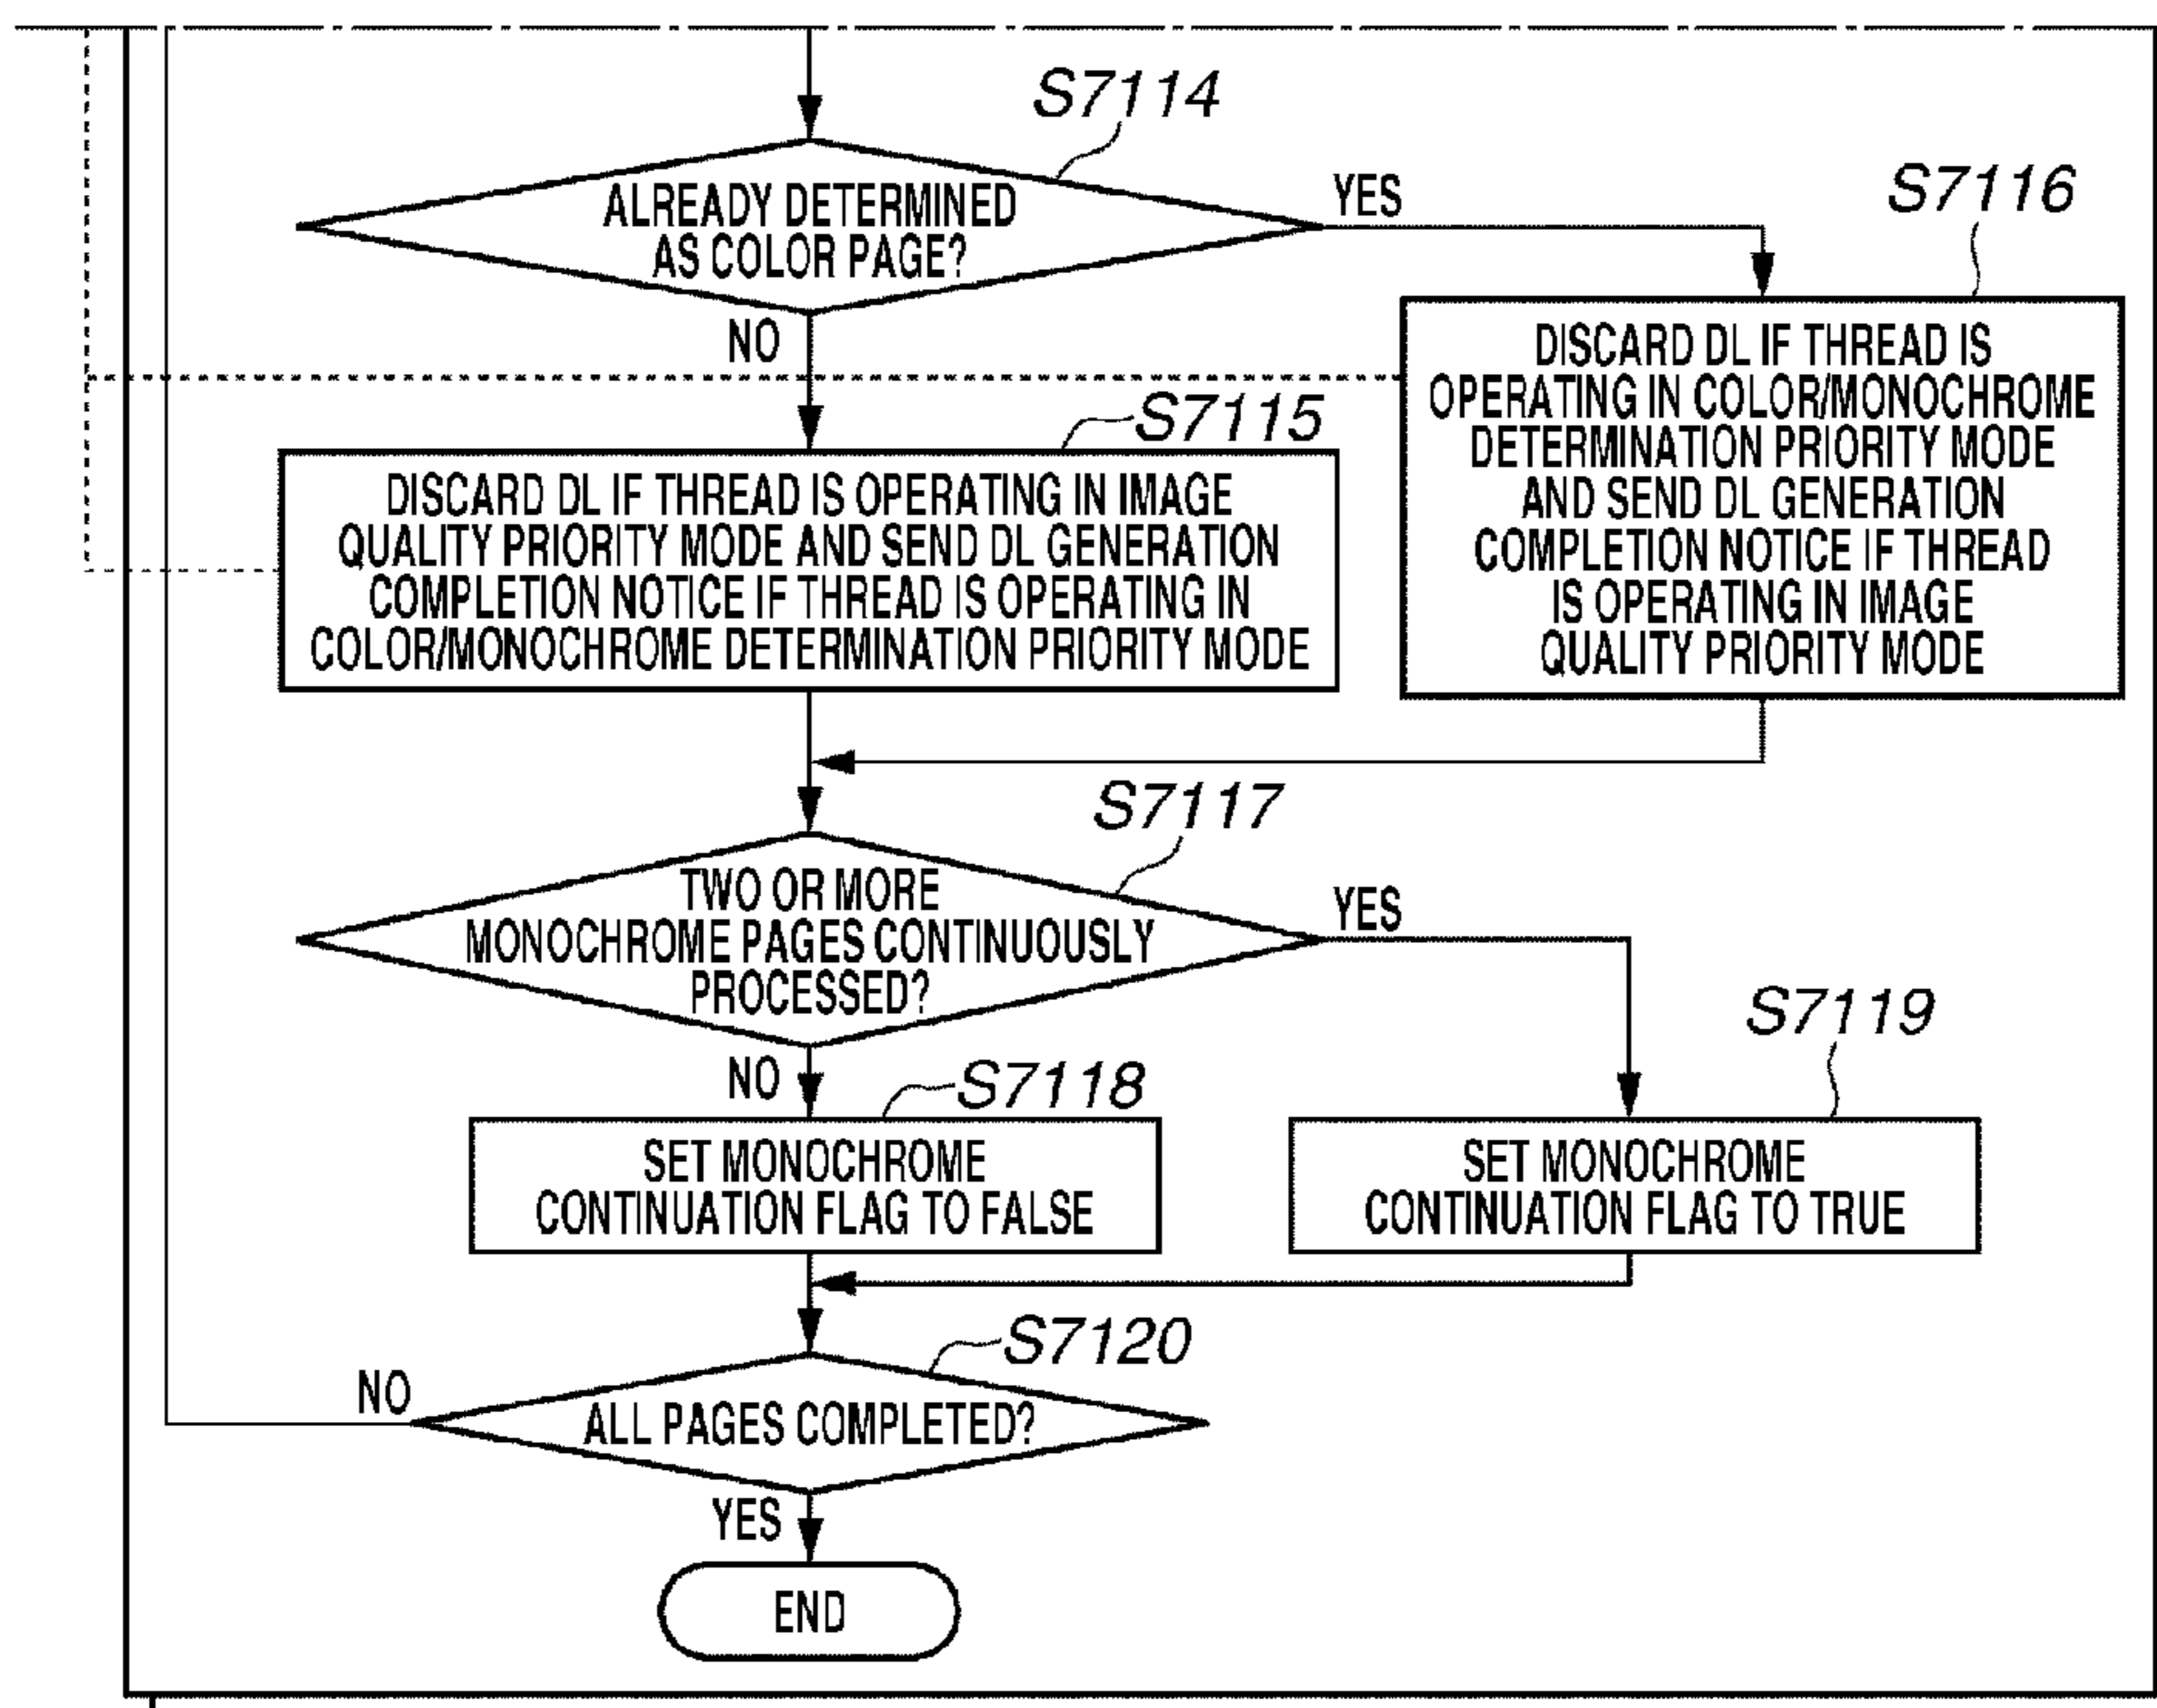 S7114
ALREADY DETERMINED
AS COLOR PAGE?
YES
NO
S7116
DISCARD DL IF THREAD IS
OPERATING IN COLOR/MONOCHROME
DETERMINATION PRIORITY MODE
AND SEND DL GENERATION
COMPLETION NOTICE IF THREAD
IS OPERATING IN IMAGE
QUALITY PRIORITY MODE
S7115
DISCARD DL IF THREAD IS OPERATING IN IMAGE
QUALITY PRIORITY MODE AND SEND DL GENERATION
COMPLETION NOTICE IF THREAD IS OPERATING IN
COLOR/MONOCHROME DETERMINATION PRIORITY MODE
S7117
TWO OR MORE
MONOCHROME PAGES CONTINUOUSLY
PROCESSED?
YES
NO
S7119
SET MONOCHROME
CONTINUATION FLAG TO TRUE
S7118
SET MONOCHROME
CONTINUATION FLAG TO FALSE
S7120
ALL PAGES COMPLETED?
NO
YES
END